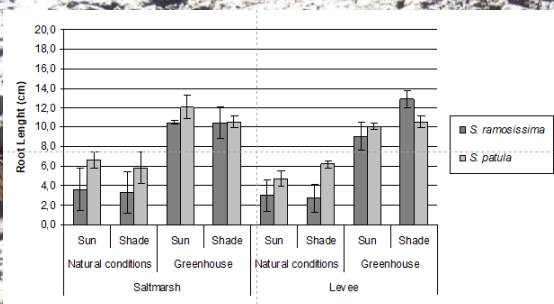 20,0
18,0
16,0
14,0
12,0
10,0
8,0
6,0
4,0
2,0
0,0
Root Lenght (cm)
Sun Shade Sun Shade Sun Shade Sun Shade
Natural conditions Greenhouse Natural conditions Greenhouse
Saltmarsh Levee
S. ramosissima
S. patula